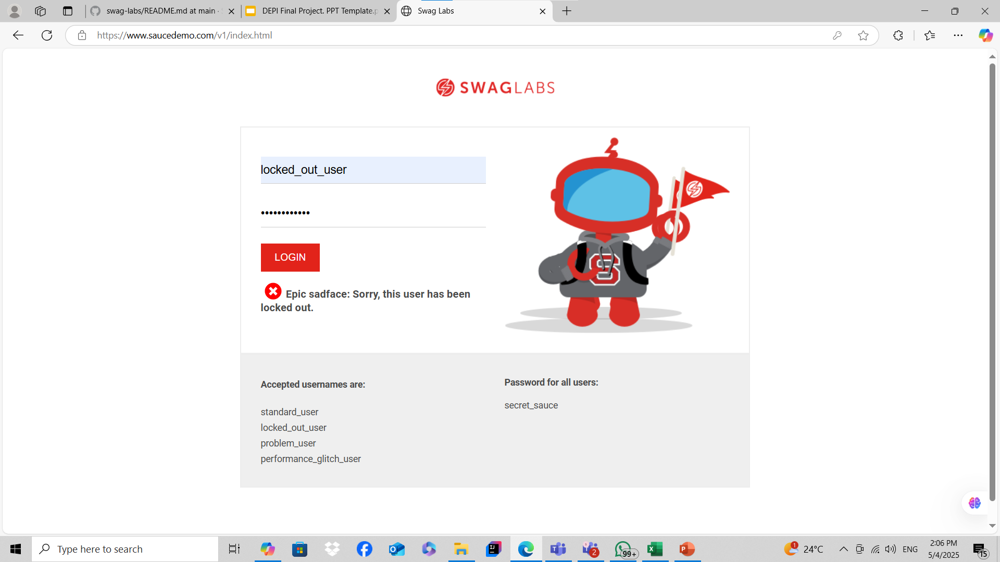 swag-labs/README.md at main ·
DEPI Final Project. PPT Template.p
Swag Labs
https://www.saucedemo.com/v1/index.html
SWAGLABS
locked_out_user
••••••••••••
LOGIN
Epic sadface: Sorry, this user has been
locked out.
Accepted usernames are:
standard_user
locked_out_user
problem_user
performance_glitch_user
Password for all users:
secret_sauce
Type here to search
2
99+
1
24°C
ENG
2:06 PM
5/4/2025
15